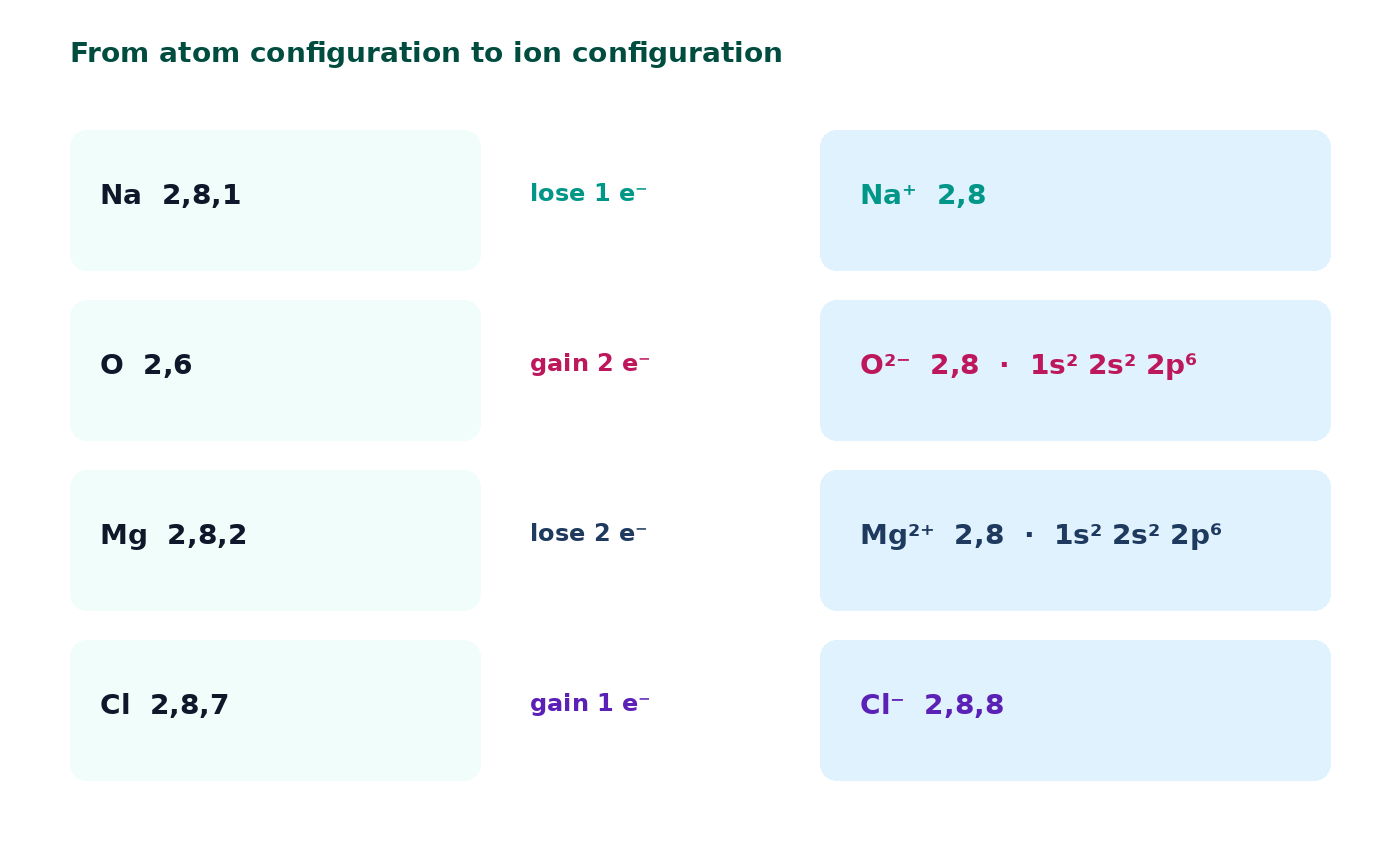 From atom configuration to ion configuration
Na 2,8,1 lose 1 e⁻ Na⁺ 2,8
O 2,6 gain 2 e⁻ O²⁻ 2,8 · 1s² 2s² 2p⁶
Mg 2,8,2 lose 2 e⁻ Mg²⁺ 2,8 · 1s² 2s² 2p⁶
Cl 2,8,7 gain 1 e⁻ Cl⁻ 2,8,8